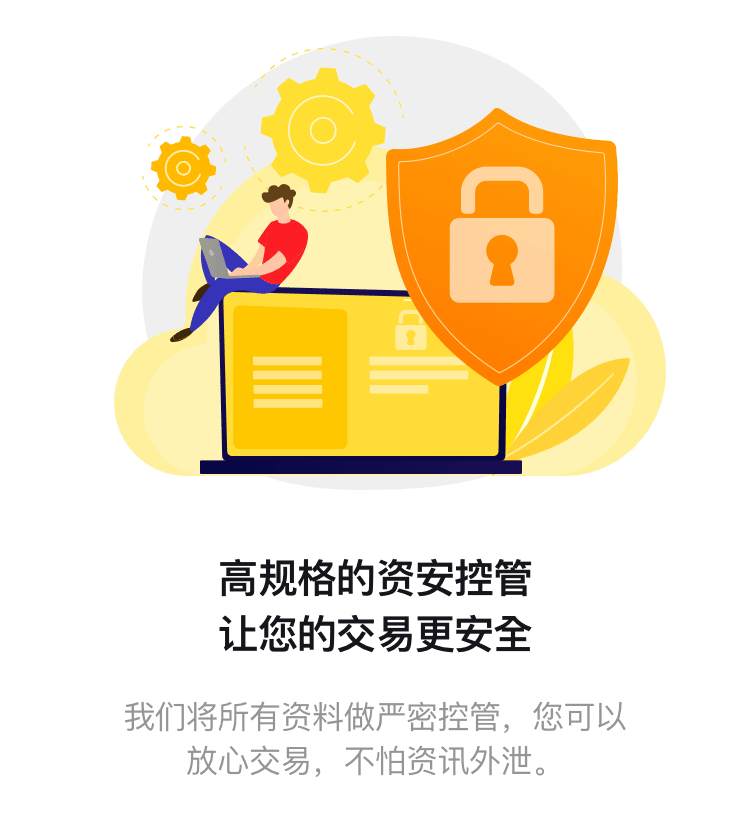 高规格的资安控管
让您的交易更安全
我们将所有资料做严密控管，您可以
放心交易，不怕资讯外泄。